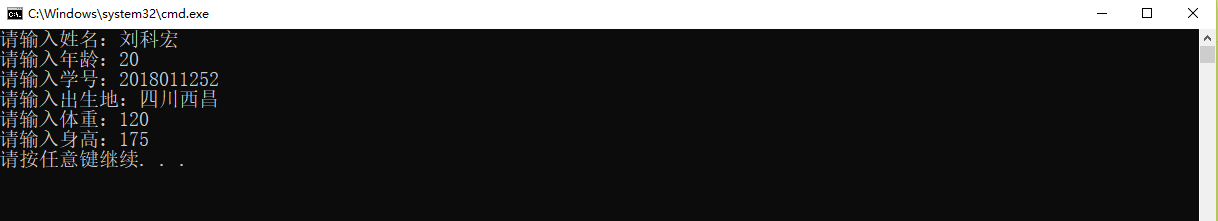 C:\Windows\system32\cmd.exe
请输入姓名：刘科宏
请输入年龄：20
请输入学号：2018011252
请输入出生地：四川西昌
请输入体重：120
请输入身高：175
请按任意键继续. . .